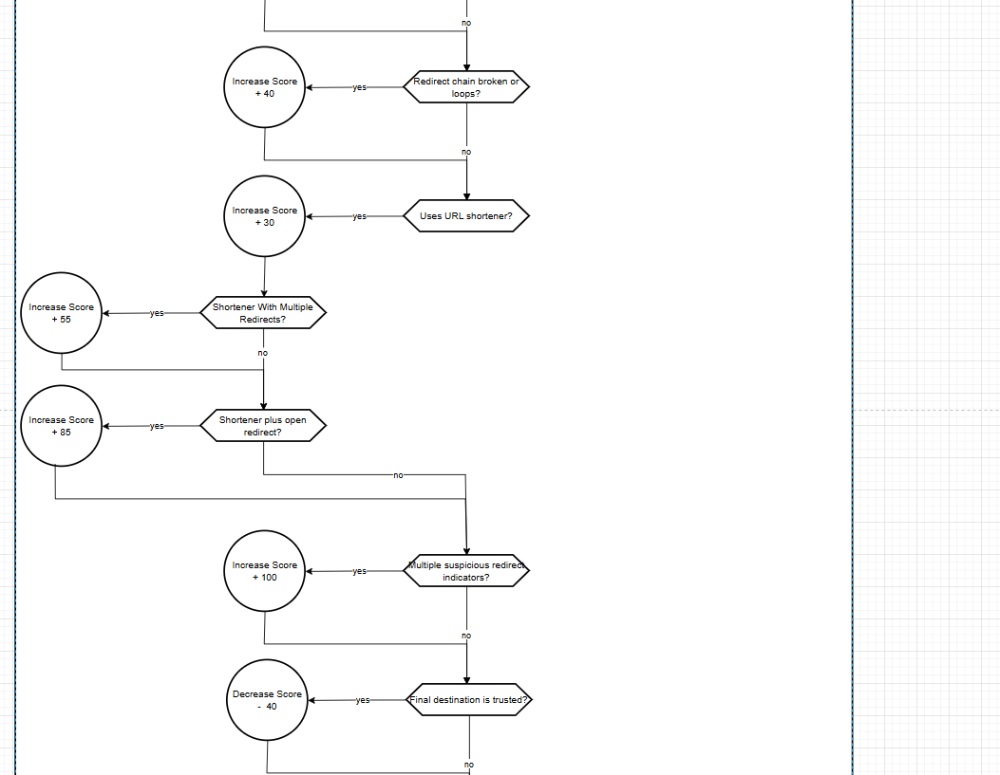 no
Increase Score
+ 40
yes
Redirect chain broken or
loops?
no
Increase Score
+ 30
yes
Uses URL shortener?
Increase Score
+ 55
yes
Shortener With Multiple
Redirects?
no
Increase Score
+ 85
yes
Shortener plus open
redirect?
no
Increase Score
+ 100
yes
Multiple suspicious redirect
indicators?
no
Decrease Score
- 40
yes
Final destination is trusted?
no